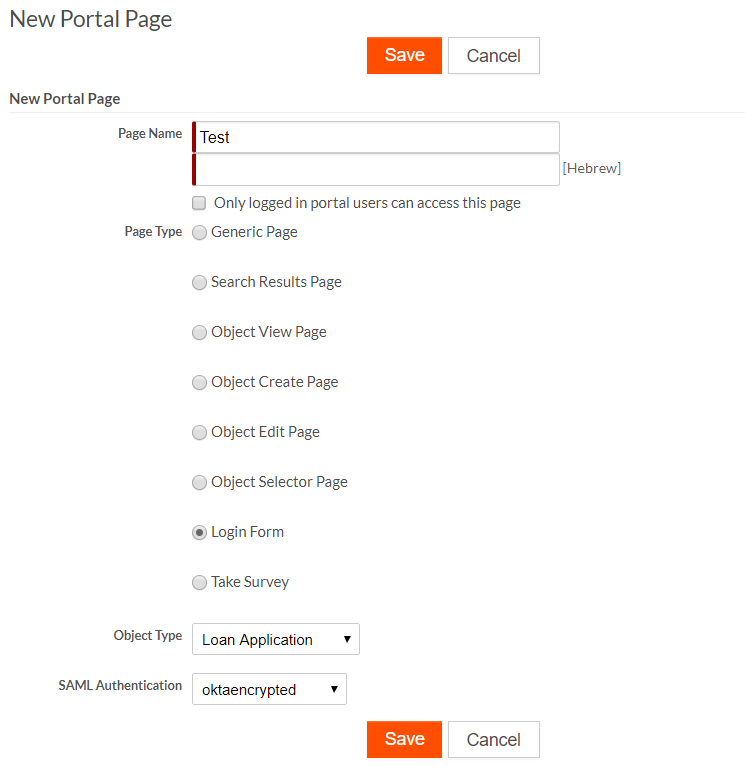 New Portal Page
Save Cancel
New Portal Page
Page Name Test
[Hebrew]
Only logged in portal users can access this page
Page Type Generic Page
Search Results Page
Object View Page
Object Create Page
Object Edit Page
Object Selector Page
Login Form
Take Survey
Object Type Loan Application
SAML Authentication oktaencrypted
Save Cancel